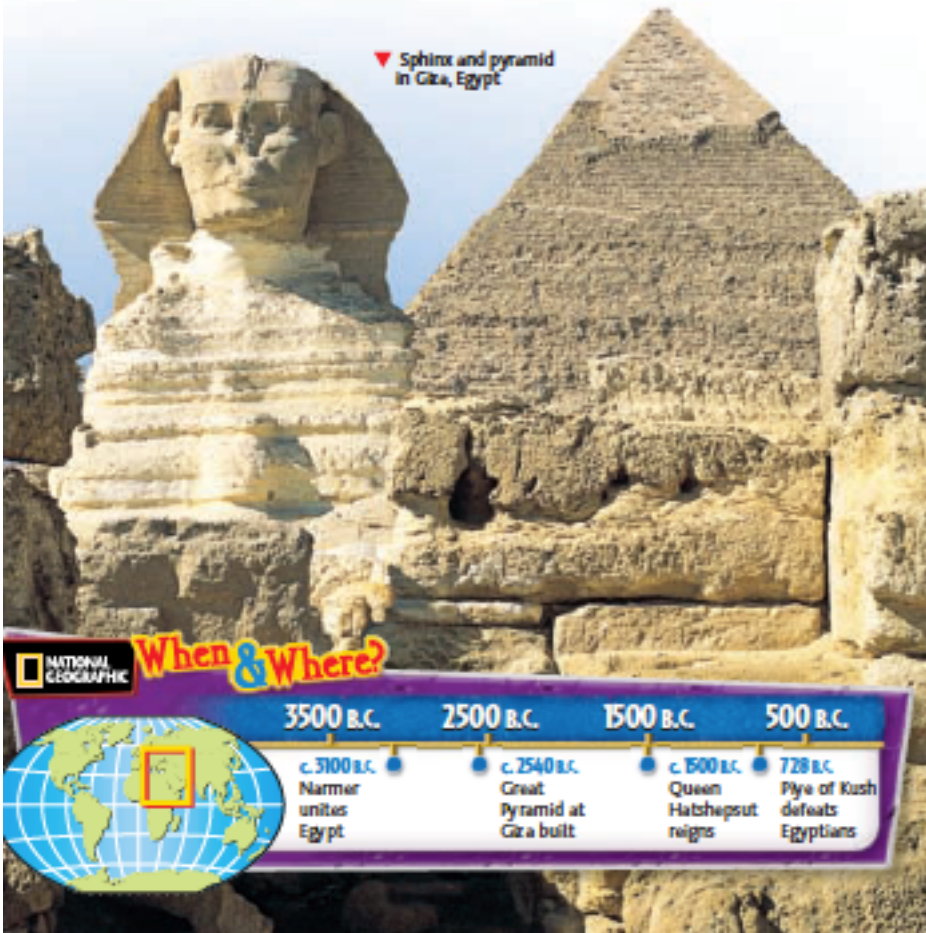 ▼ Sphinx and pyramid
in Giza, Egypt
NATIONAL
GEOGRAPHIC
When & Where?
3500 B.C. 2500 B.C. 1500 B.C. 500 B.C.
c. 3100 B.C.
Narmer
unites
Egypt
c. 2540 B.C.
Great
Pyramid at
Giza built
c. 1500 B.C.
Queen
Hatshepsut
reigns
728 B.C.
Piye of Kush
defeats
Egyptians